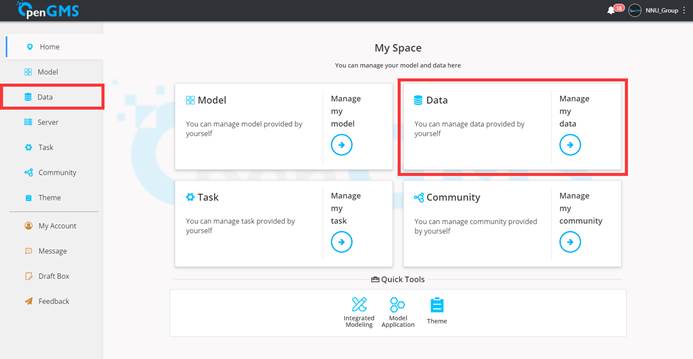 OpenGMS
18
NNU_Group
Home
Model
Data
Server
Task
Community
Theme
My Account
Message
Draft Box
Feedback
My Space
You can manage your model and data here
Model
You can manage model provided by
yourself
Manage
my
model
Data
You can manage data provided by
yourself
Manage
my
data
Task
You can manage task provided by
yourself
Manage
my
task
Community
You can manage community provided
by yourself
Manage
my
community
Quick Tools
Integrated
Modeling
Model
Application
Theme